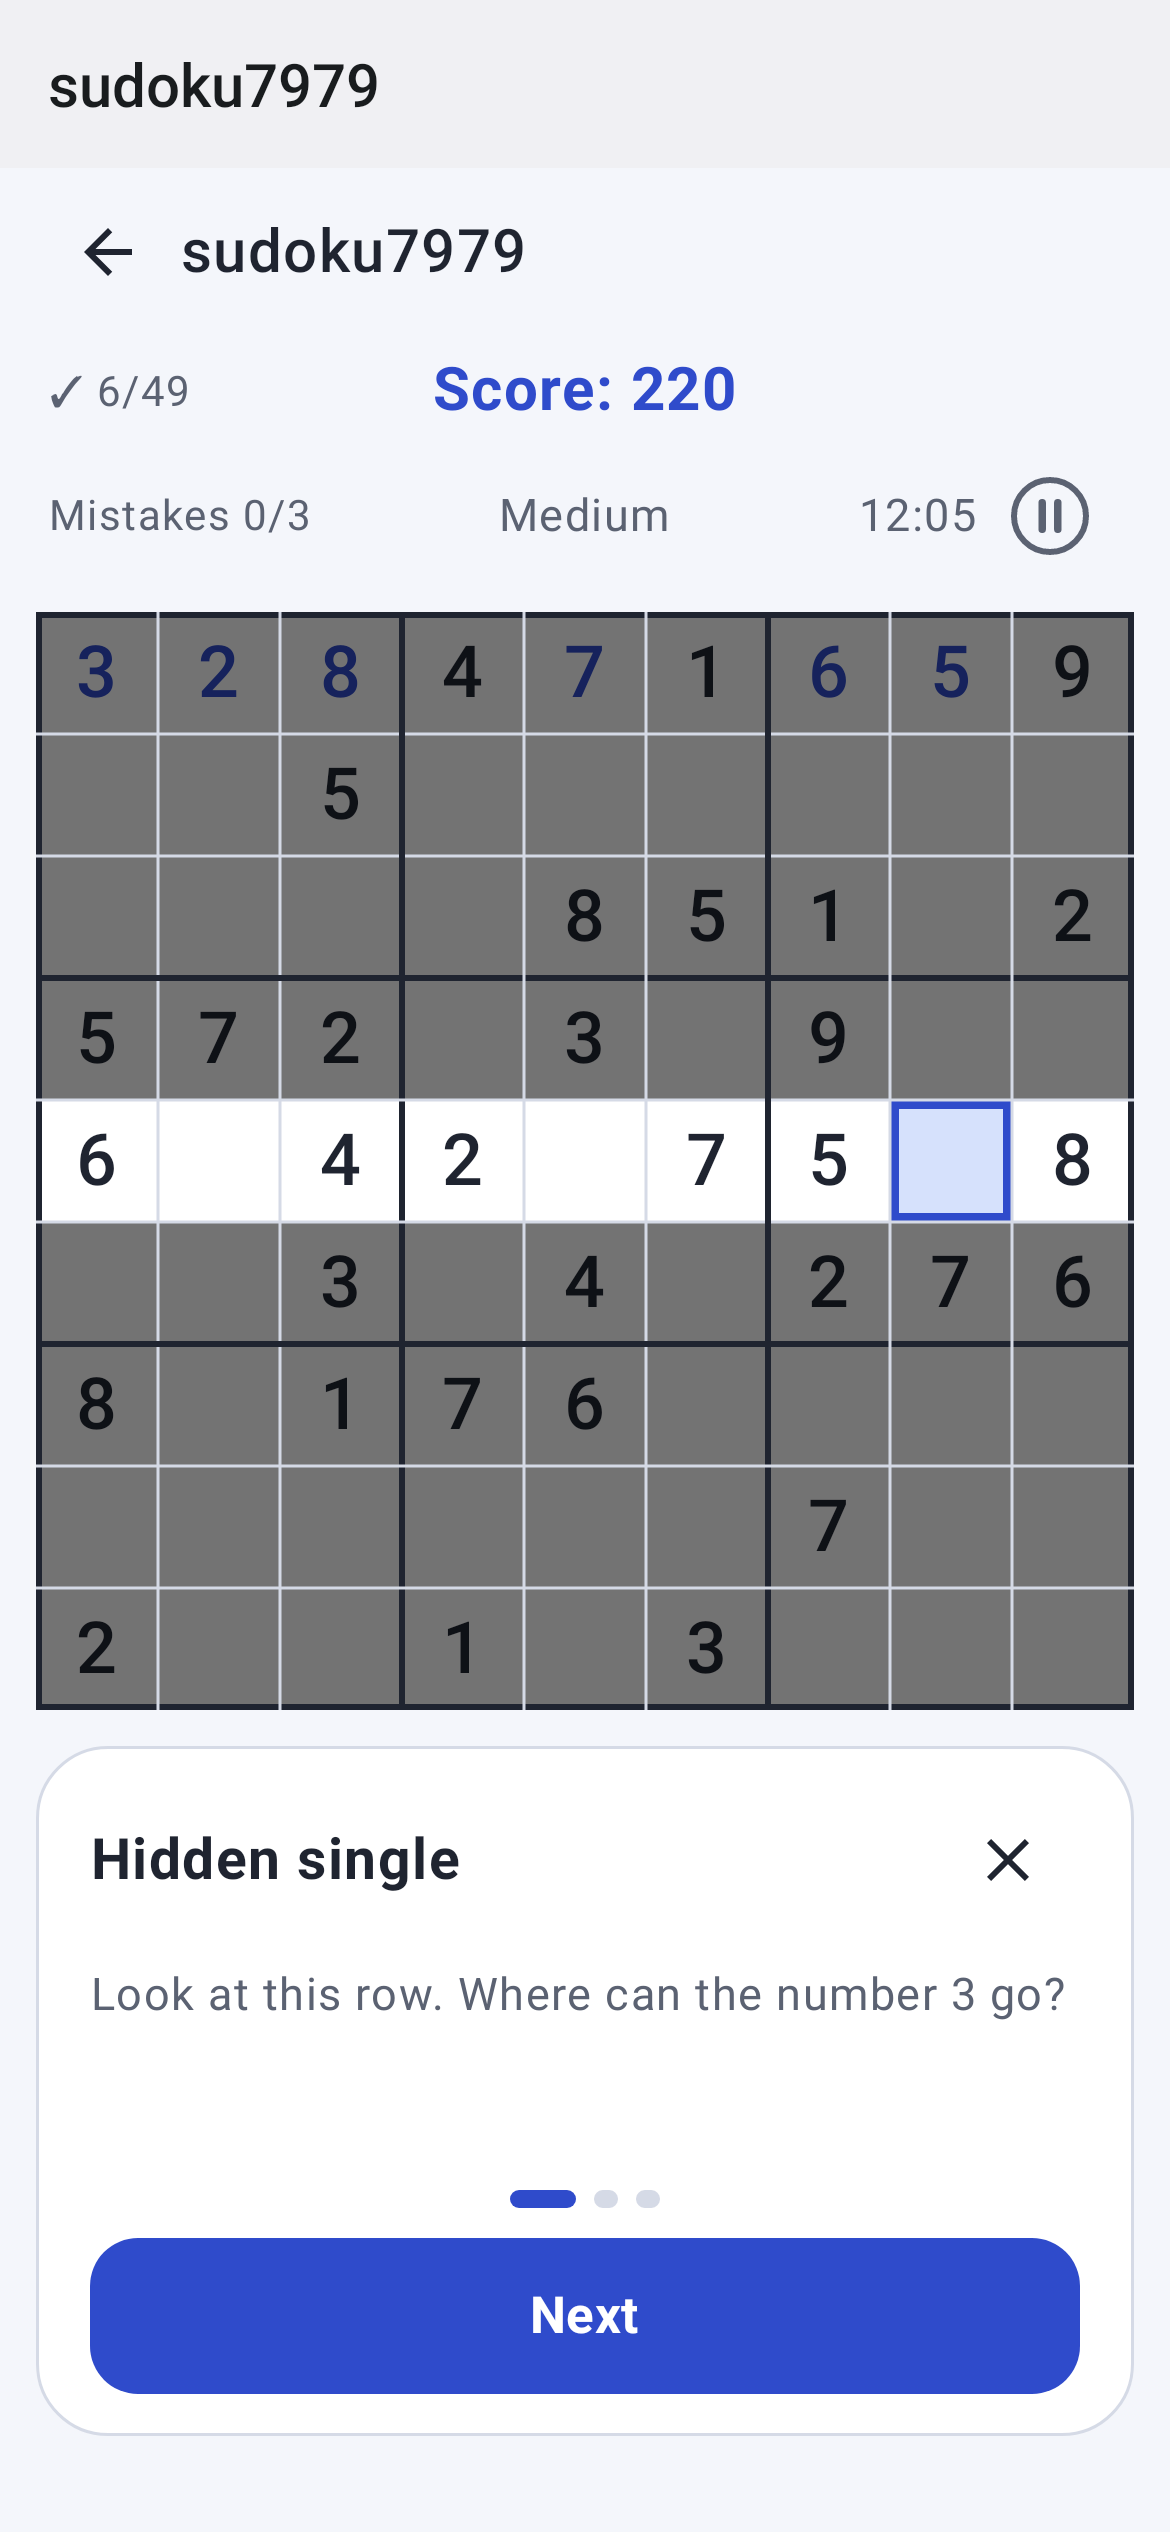 sudoku7979
sudoku7979
✓ 6/49 Score: 220
Mistakes 0/3 Medium 12:05
3 2 8 4 7 1 6 5 9
5
8 5 1 2
5 7 2 3 9
6 4 2 7 5 8
3 4 2 7 6
8 1 7 6
7
2 1 3
Hidden single
Look at this row. Where can the number 3 go?
Next